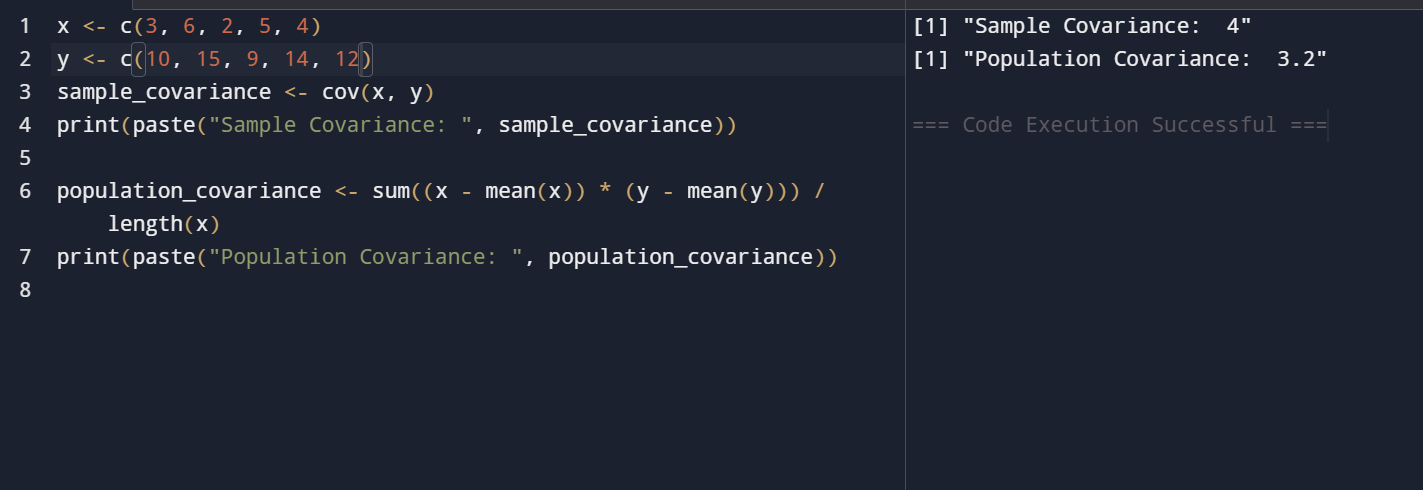 1 x <- c(3, 6, 2, 5, 4)
2 y <- c(10, 15, 9, 14, 12)
3 sample_covariance <- cov(x, y)
4 print(paste("Sample Covariance: ", sample_covariance))
5
6 population_covariance <- sum((x - mean(x)) * (y - mean(y))) /
length(x)
7 print(paste("Population Covariance: ", population_covariance))
8
[1] "Sample Covariance:  4"
[1] "Population Covariance:  3.2"
=== Code Execution Successful ===